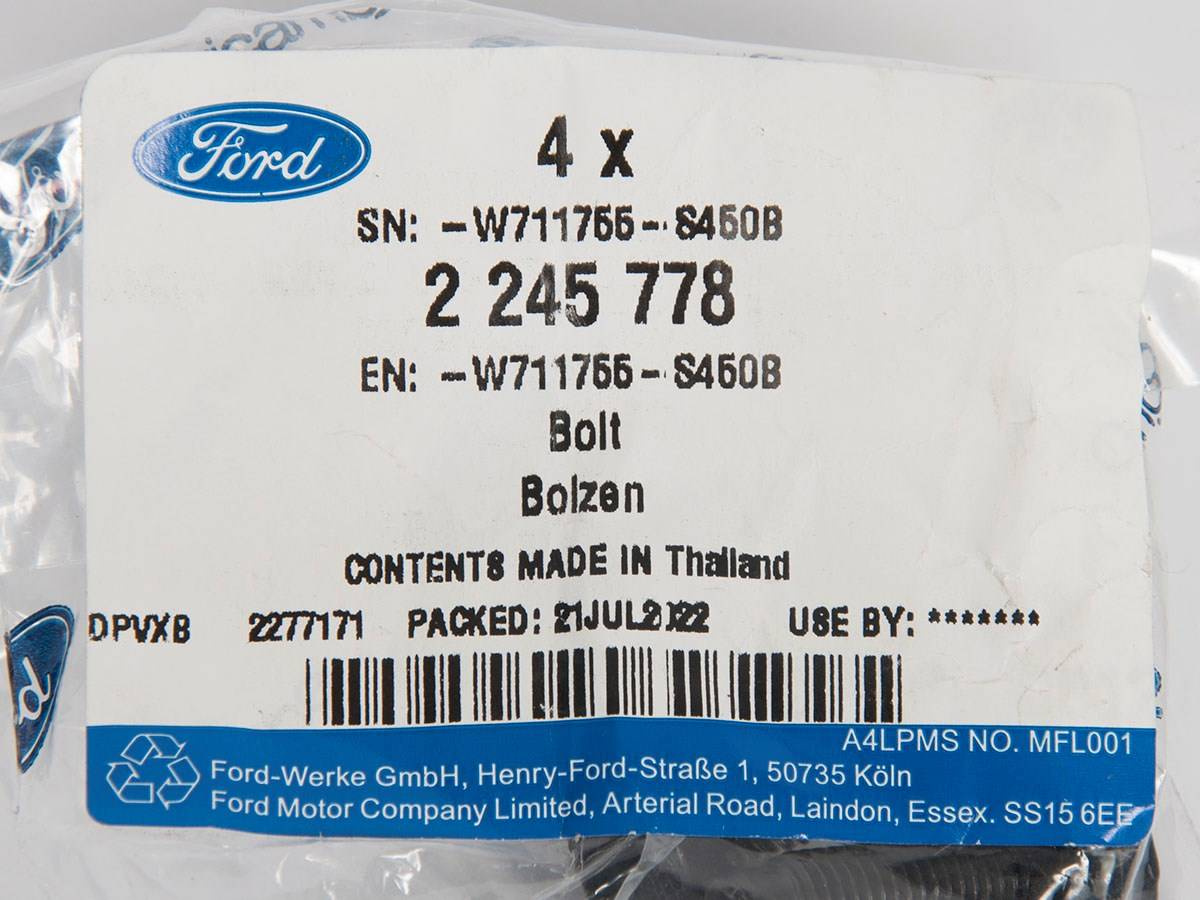 Ford
4 x
SN: -W711755-S450B
2 245 778
EN: -W711755-S450B
Bolt
Bolzen
CONTENTS MADE IN Thailand
DPVXB 2277171 PACKED: 21JUL2022 USE BY: *******
A4LPMS NO. MFL001
Ford-Werke GmbH, Henry-Ford-Straße 1, 50735 Köln
Ford Motor Company Limited, Arterial Road, Laindon, Essex. SS15 6EE